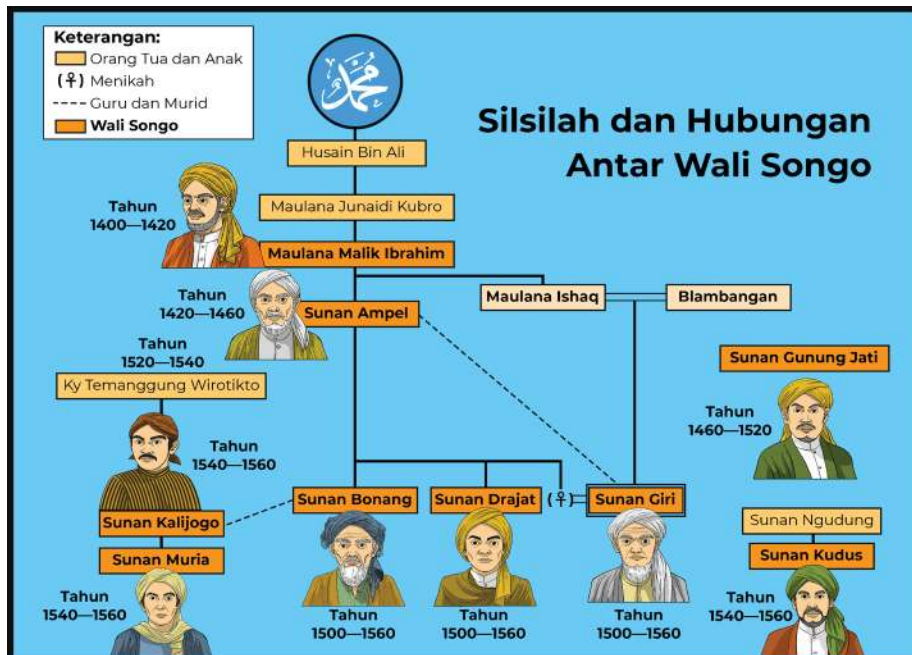 Keterangan:
Orang Tua dan Anak
(⚥) Menikah
Guru dan Murid
Wali Songo
محمد
Silsilah dan Hubungan
Antar Wali Songo
Husain Bin Ali
Maulana Junaidi Kubro
Tahun
1400—1420
Maulana Malik Ibrahim
Tahun
1420—1460
Sunan Ampel
Maulana Ishaq
Blambangan
Tahun
1520—1540
Ky Temanggung Wirotikto
Sunan Gunung Jati
Tahun
1460—1520
Tahun
1540—1560
Sunan Kalijogo
Sunan Bonang
Sunan Drajat
(⚥)
Sunan Giri
Sunan Ngudung
Sunan Muria
Sunan Kudus
Tahun
1540—1560
Tahun
1500—1560
Tahun
1500—1560
Tahun
1500—1560
Tahun
1540—1560